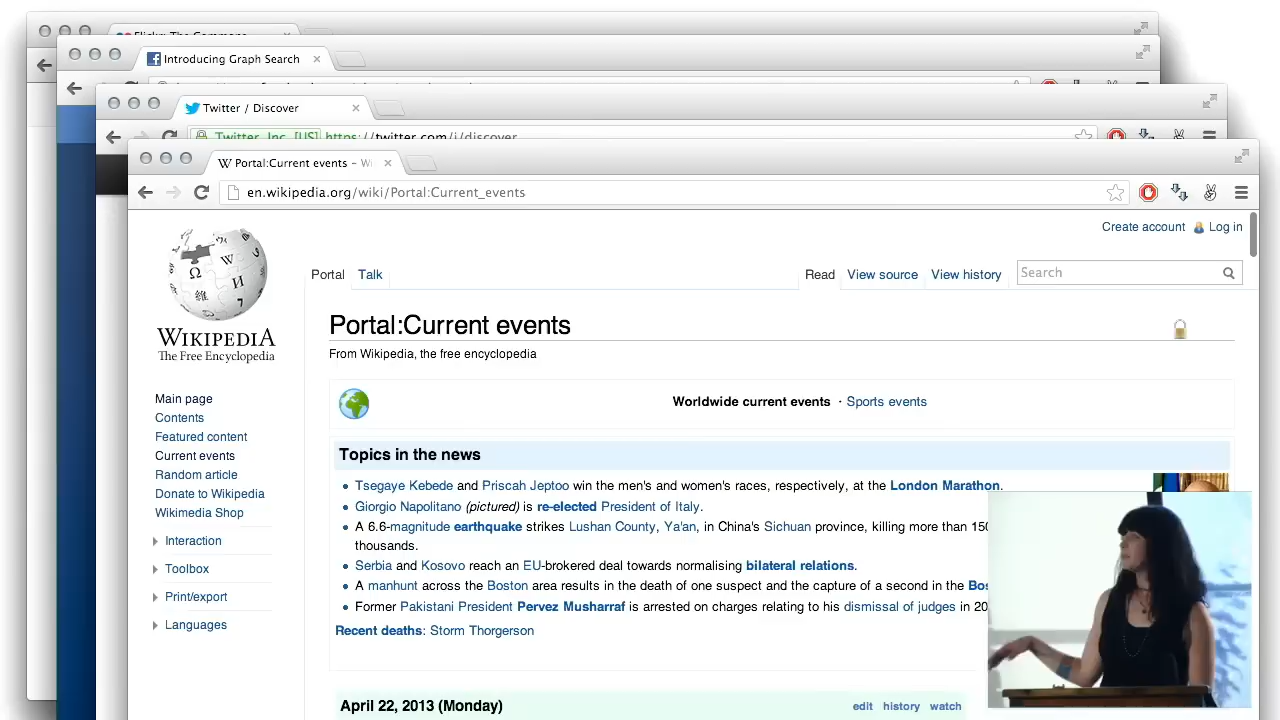 Flickr: The Commons
Introducing Graph Search
Twitter / Discover
Twitter, Inc. [US] https://twitter.com/i/discover
Portal:Current events – Wi
en.wikipedia.org/wiki/Portal:Current_events
Create account Log in
Portal Talk Read View source View history Search
WIKIPEDIA
The Free Encyclopedia
Portal:Current events
From Wikipedia, the free encyclopedia
Main page
Contents
Featured content
Current events
Random article
Donate to Wikipedia
Wikimedia Shop
Interaction
Toolbox
Print/export
Languages
Worldwide current events · Sports events
Topics in the news
Tsegaye Kebede and Priscah Jeptoo win the men's and women's races, respectively, at the London Marathon.
Giorgio Napolitano (pictured) is re-elected President of Italy.
A 6.6-magnitude earthquake strikes Lushan County, Ya'an, in China's Sichuan province, killing more than 150
thousands.
Serbia and Kosovo reach an EU-brokered deal towards normalising bilateral relations.
A manhunt across the Boston area results in the death of one suspect and the capture of a second in the Bos
Former Pakistani President Pervez Musharraf is arrested on charges relating to his dismissal of judges in 20
Recent deaths: Storm Thorgerson
April 22, 2013 (Monday) edit history watch